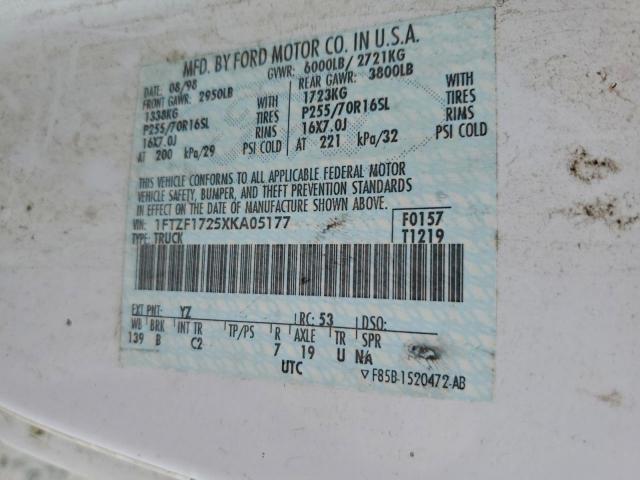 MFD. BY FORD MOTOR CO. IN U.S.A.
DATE: 08/98 GVWR: 6000LB/ 2721KG
FRONT GAWR: 2950LB REAR GAWR: 3800LB
1338KG WITH 1723KG WITH
P255/70R16SL TIRES P255/70R16SL TIRES
16X7.0J RIMS 16X7.0J RIMS
AT 200 kPa/29 PSI COLD AT 221 kPa/32 PSI COLD
THIS VEHICLE CONFORMS TO ALL APPLICABLE FEDERAL MOTOR
VEHICLE SAFETY, BUMPER, AND THEFT PREVENTION STANDARDS
IN EFFECT ON THE DATE OF MANUFACTURE SHOWN ABOVE.
VIN: 1FTZF1725XKA05177 F0157
TYPE: TRUCK T1219
EXT PNT: YZ RC: 53 DSO:
WB BRK INT TR TP/PS R AXLE TR SPR
139 B C2 7 19 U NA
UTC
▽ F85B-1520472-AB